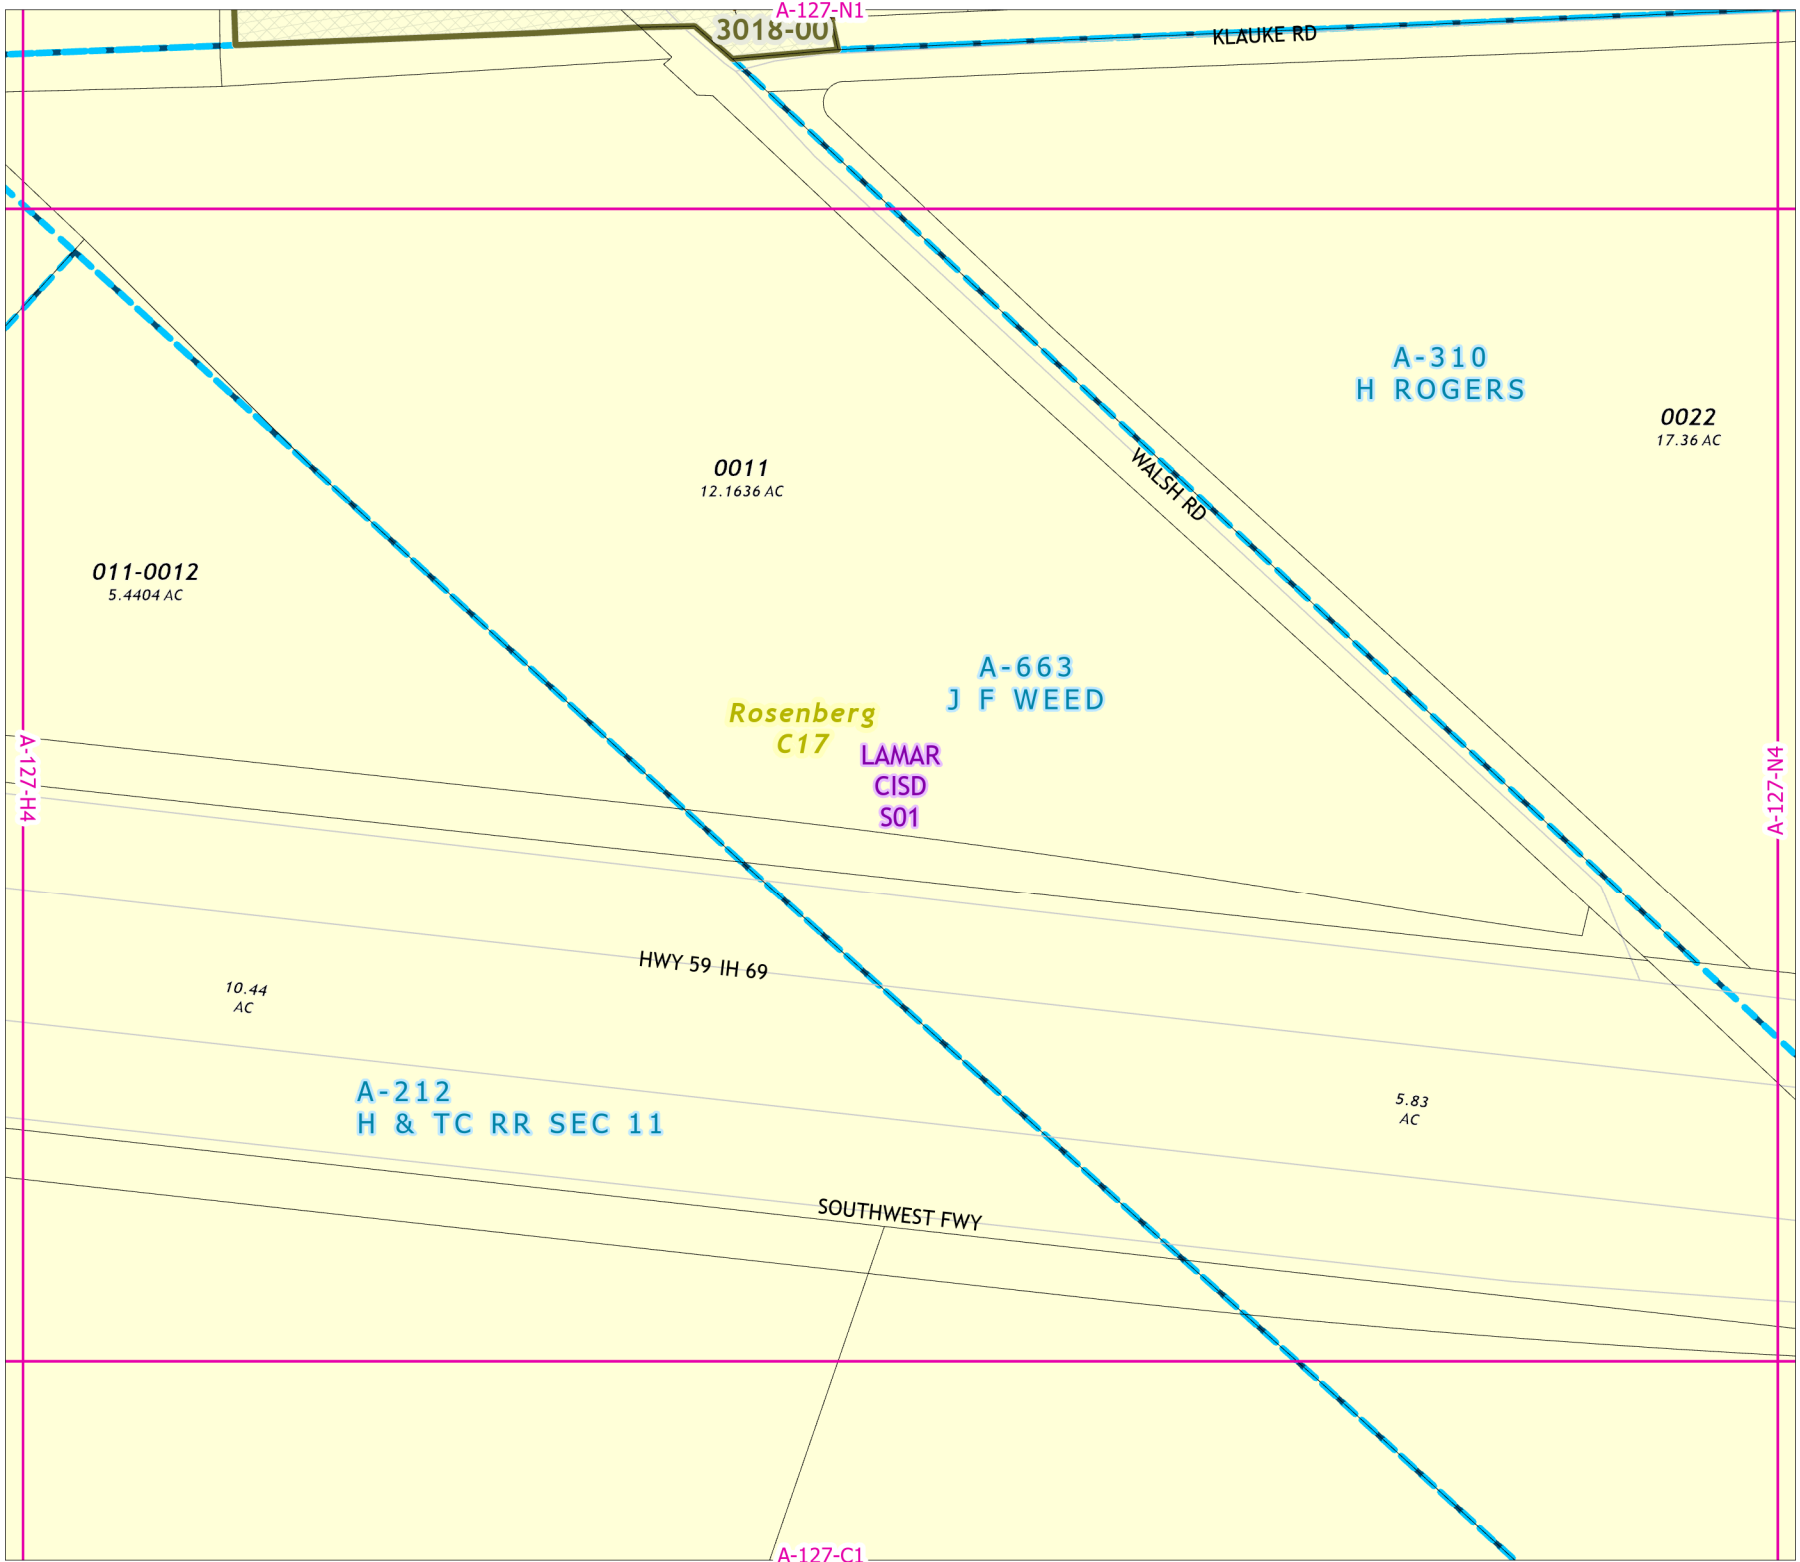 A-127-N1
3018-00
KLAUKE RD
A-310
H ROGERS
0022
17.36 AC
0011
12.1636 AC
WALSH RD
011-0012
5.4404 AC
A-663
J F WEED
Rosenberg
C17
LAMAR
CISD
S01
A-127-H4
A-127-N4
HWY 59 IH 69
10.44
AC
A-212
H & TC RR SEC 11
5.83
AC
SOUTHWEST FWY
A-127-C1